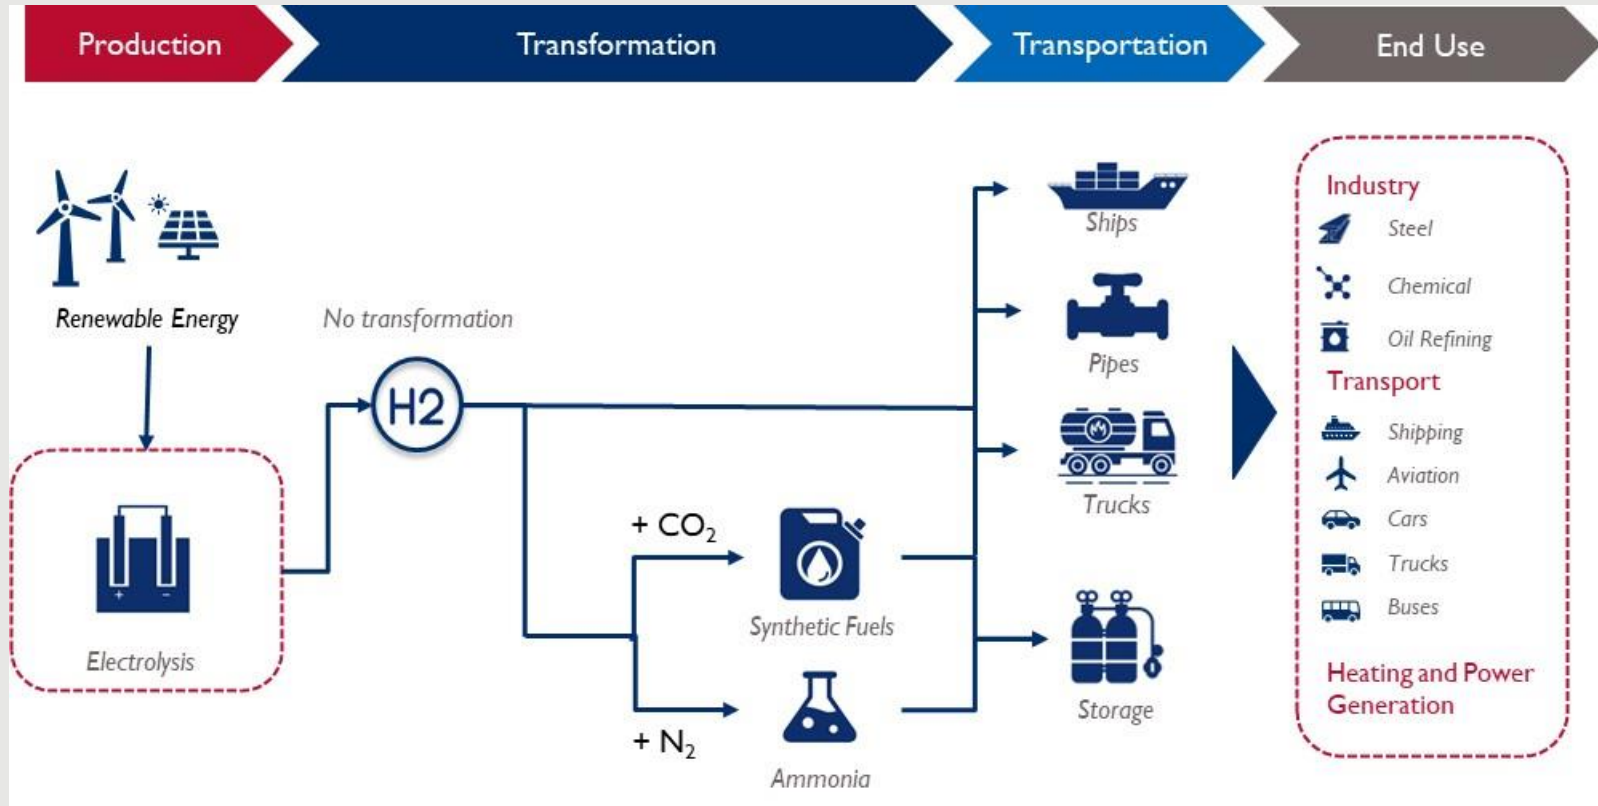 Production
Transformation
Transportation
End Use
Renewable Energy
+ -
Electrolysis
No transformation
H2
+ CO₂
Synthetic Fuels
+ N₂
Ammonia
Ships
Pipes
Trucks
Storage
Industry
Steel
Chemical
Oil Refining
Transport
Shipping
Aviation
Cars
Trucks
Buses
Heating and Power
Generation